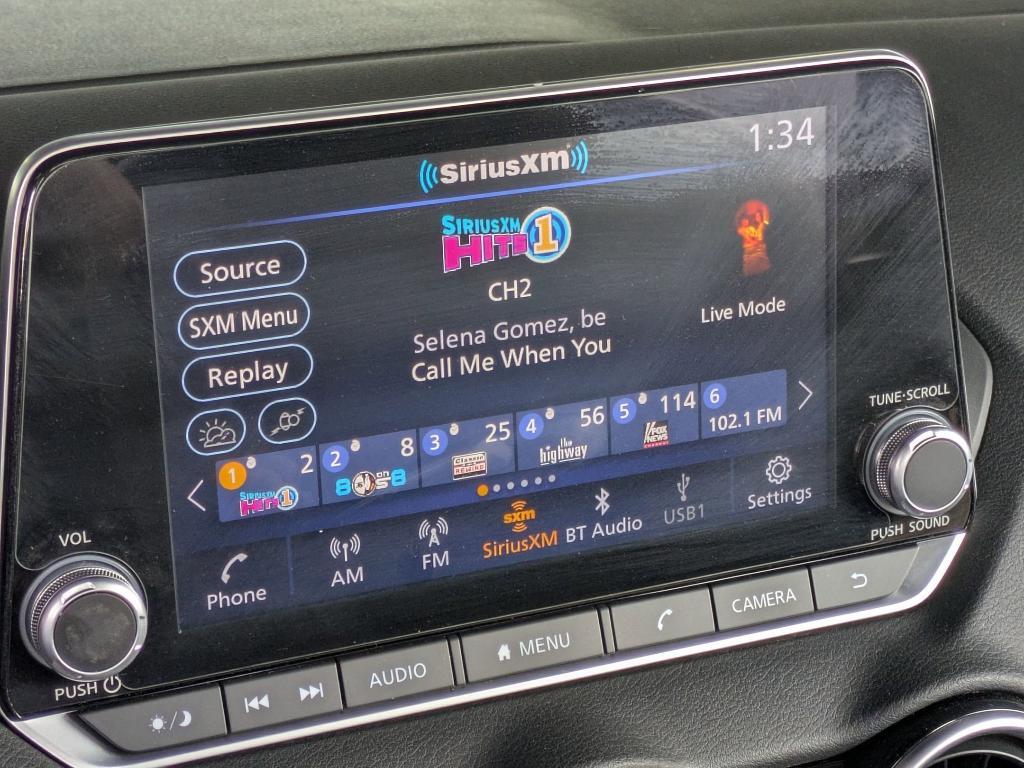 SiriusXm
1:34
SIRIUSXM
HITS 1
CH2
Selena Gomez, be
Call Me When You
Live Mode
Source
SXM Menu
Replay
1 2
SIRIUSXM
HITS 1
2 8
80s on 8
3 25
Classic
REWIND
4 56
the
highway
5 114
FOX
NEWS
6
102.1 FM
Phone
AM
FM
sxm
SiriusXM
BT Audio
USB1
Settings
VOL
PUSH
TUNE·SCROLL
PUSH SOUND
AUDIO
MENU
CAMERA